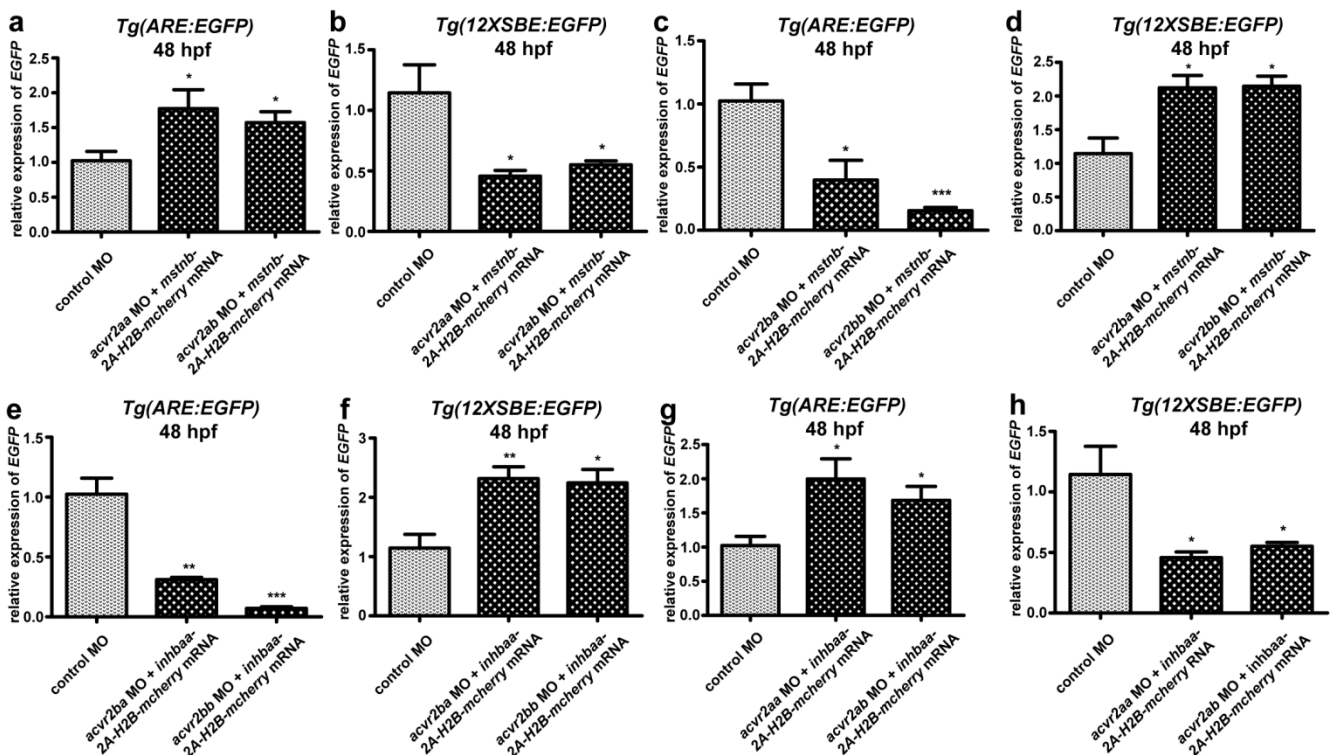 a
Tg(ARE:EGFP)
48 hpf
relative expression of EGFP
2.5
2.0
1.5
1.0
0.5
0.0
*
*
control MO
acvr2aa MO + mstnb-
2A-H2B-mcherry mRNA
acvr2ab MO + mstnb-
2A-H2B-mcherry mRNA
b
Tg(12XSBE:EGFP)
48 hpf
relative expression of EGFP
1.5
1.0
0.5
0.0
*
*
control MO
acvr2aa MO + mstnb-
2A-H2B-mcherry mRNA
acvr2ab MO + mstnb-
2A-H2B-mcherry mRNA
c
Tg(ARE:EGFP)
48 hpf
relative expression of EGFP
1.5
1.0
0.5
0.0
*
***
control MO
acvr2ba MO + mstnb-
2A-H2B-mcherry mRNA
acvr2bb MO + mstnb-
2A-H2B-mcherry mRNA
d
Tg(12XSBE:EGFP)
48 hpf
relative expression of EGFP
2.5
2.0
1.5
1.0
0.5
0.0
*
*
control MO
acvr2ba MO + mstnb-
2A-H2B-mcherry mRNA
acvr2bb MO + mstnb-
2A-H2B-mcherry mRNA
e
Tg(ARE:EGFP)
48 hpf
relative expression of EGFP
1.5
1.0
0.5
0.0
**
***
control MO
acvr2ba MO + inhbaa-
2A-H2B-mcherry mRNA
acvr2bb MO + inhbaa-
2A-H2B-mcherry mRNA
f
Tg(12XSBE:EGFP)
48 hpf
relative expression of EGFP
3
2
1
0
**
*
control MO
acvr2ba MO + inhbaa-
2A-H2B-mcherry mRNA
acvr2bb MO + inhbaa-
2A-H2B-mcherry mRNA
g
Tg(ARE:EGFP)
48 hpf
relative expression of EGFP
2.5
2.0
1.5
1.0
0.5
0.0
*
*
control MO
acvr2aa MO + inhbaa-
2A-H2B-mcherry mRNA
acvr2ab MO + inhbaa-
2A-H2B-mcherry mRNA
h
Tg(12XSBE:EGFP)
48 hpf
relative expression of EGFP
1.5
1.0
0.5
0.0
*
*
control MO
acvr2aa MO + inhbaa-
2A-H2B-mcherry RNA
acvr2ab MO + inhbaa-
2A-H2B-mcherry mRNA